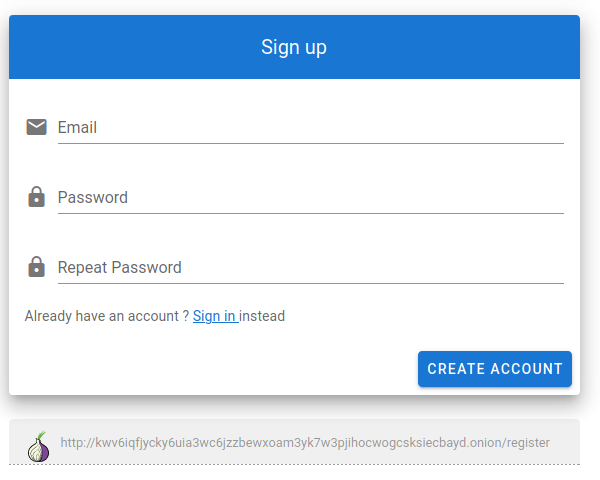 Sign up
Email
Password
Repeat Password
Already have an account ? Sign in instead
CREATE ACCOUNT
http://kwv6iqfjycky6uia3wc6jzzbewxoam3yk7w3pjihocwogcsksiecbayd.onion/register